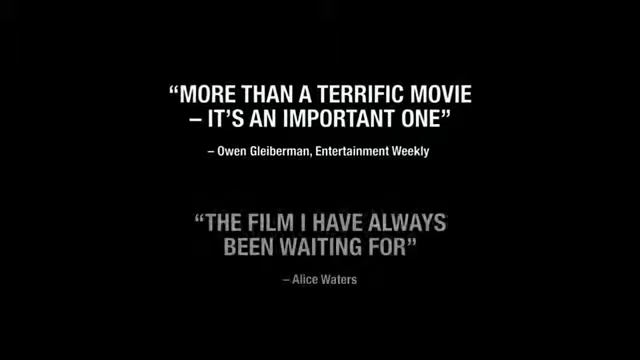 “MORE THAN A TERRIFIC MOVIE
– IT’S AN IMPORTANT ONE”
– Owen Gleiberman, Entertainment Weekly
“THE FILM I HAVE ALWAYS
BEEN WAITING FOR”
– Alice Waters